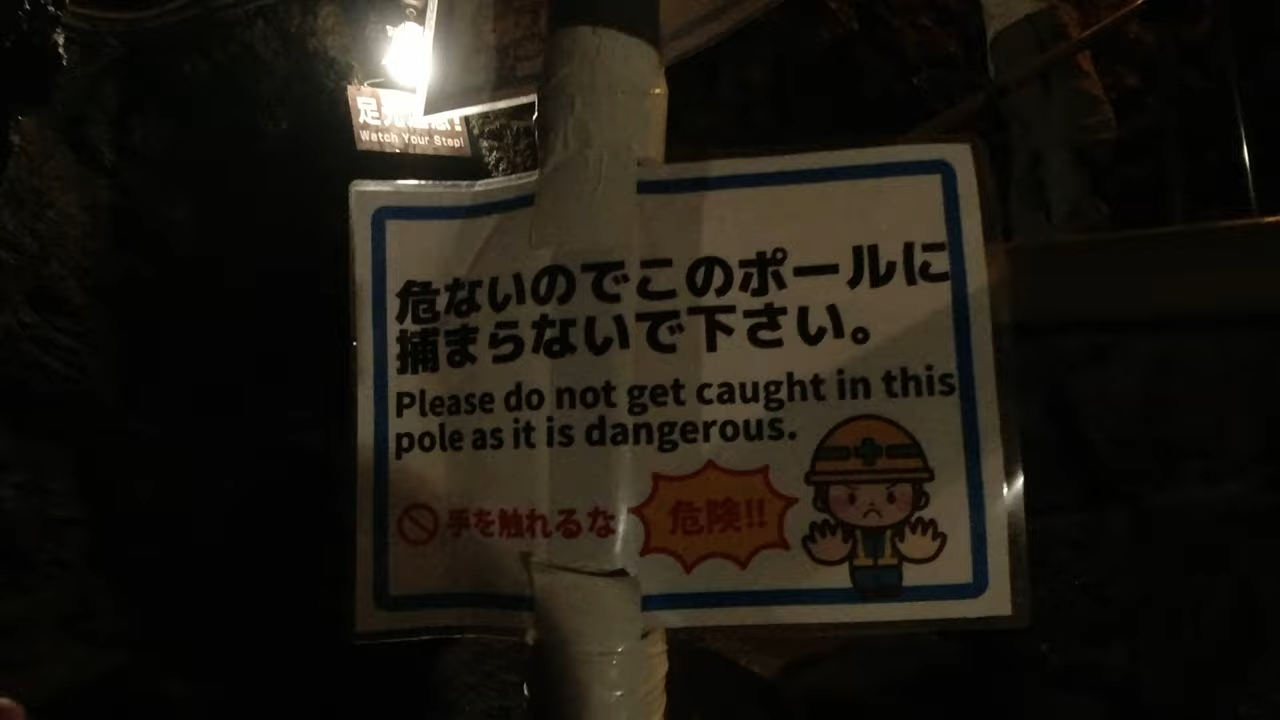 Watch Your Step!
危ないのでこのポールに
捕まらないで下さい。
Please do not get caught in this
pole as it is dangerous.
手を触れるな
危険!!